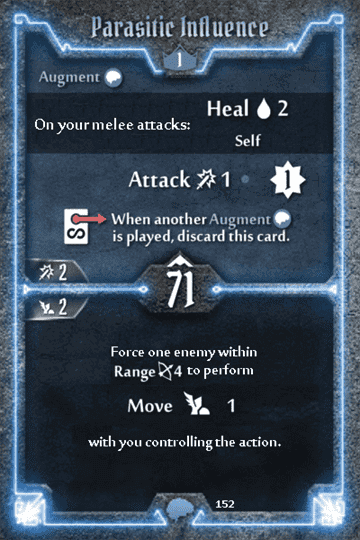 Parasitic Influence
1
Augment
On your melee attacks:
Heal 2
Self
Attack 1
1
When another Augment
is played, discard this card.
2
71
2
Force one enemy within
Range 4 to perform
Move 1
with you controlling the action.
152